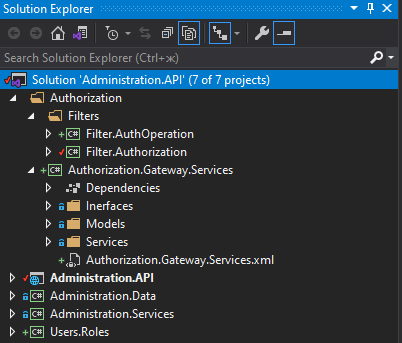 Solution Explorer
Search Solution Explorer (Ctrl+ж)
Solution 'Administration.API' (7 of 7 projects)
Authorization
Filters
C# Filter.AuthOperation
C# Filter.Authorization
C# Authorization.Gateway.Services
Dependencies
Inerfaces
Models
Services
Authorization.Gateway.Services.xml
Administration.API
C# Administration.Data
C# Administration.Services
C# Users.Roles